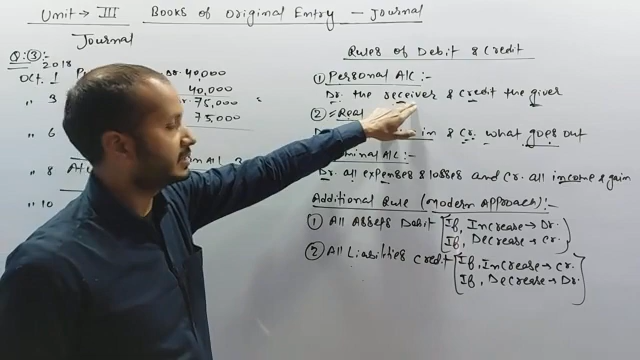 Unit - III Books of Original Entry - Journal
Journal
Q:③
2018
Oct. 1
Dr. 40,000
40,000
" 3
Dr. 75,000
75,000
" 6
" 8
" 10
Rules of Debit & Credit
① Personal A/C :-
Dr. the receiver & credit the giver
② Real
in & Cr. what goes out
A/C :-
Dr. all expenses & losses and Cr. all income & gain
Additional Rule (Modern Approach) :-
① All Assets Debit [If, Increase → Dr.
If, Decrease → Cr.]
② All Liabilities Credit [If, Increase → Cr.
If, Decrease → Dr.]